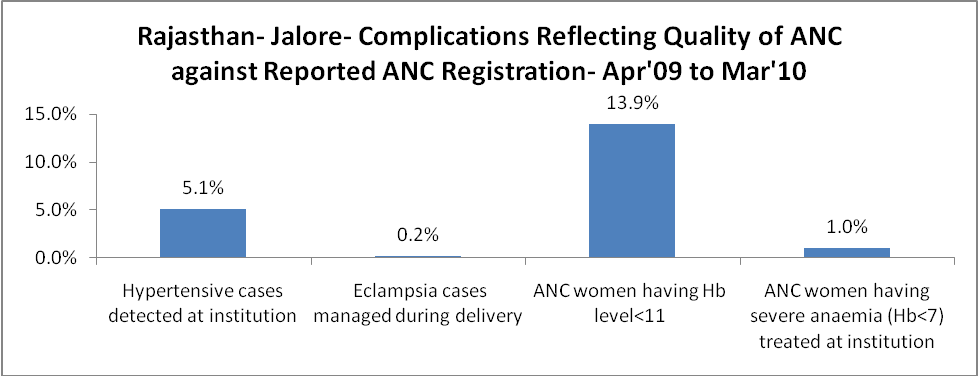 Rajasthan- Jalore- Complications Reflecting Quality of ANC
against Reported ANC Registration- Apr'09 to Mar'10
13.9%
15.0%
10.0%
5.1%
5.0%
0.2%
1.0%
0.0%
Hypertensive cases
detected at institution
Eclampsia cases
managed during delivery
ANC women having Hb
level<11
ANC women having
severe anaemia (Hb<7)
treated at institution